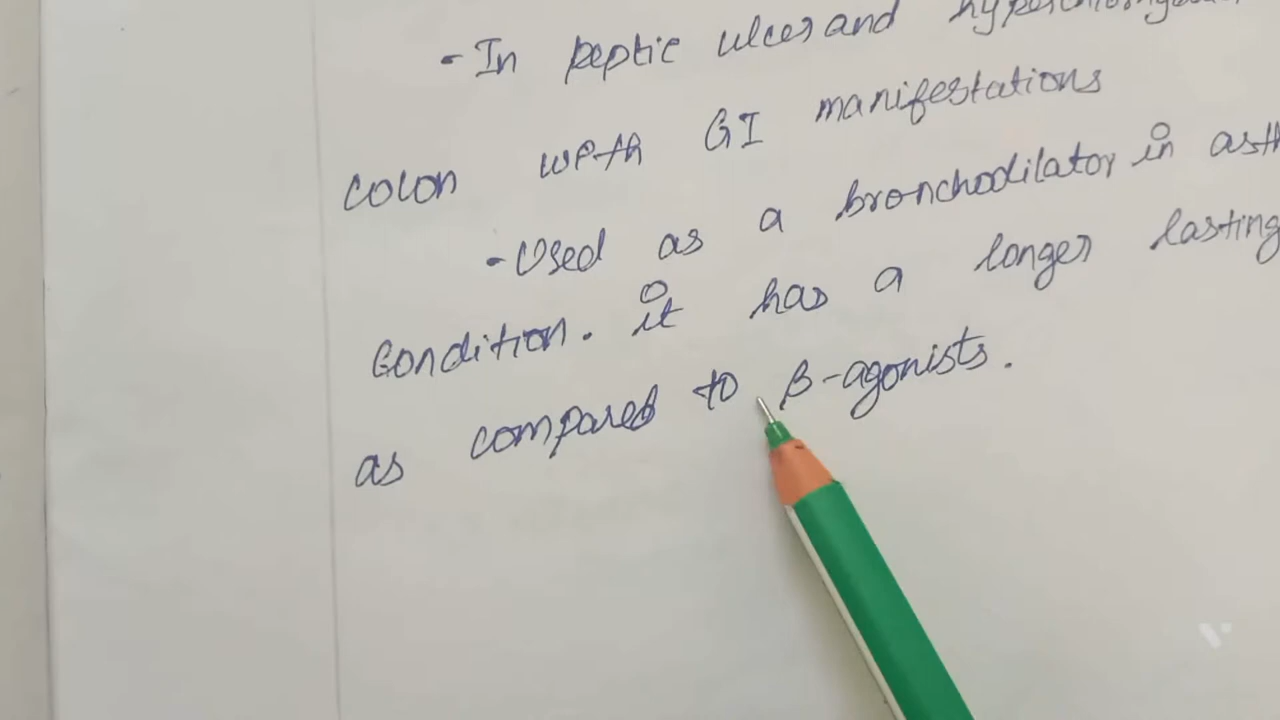 - In peptic ulcer and
colon with GI manifestations
- Used as a bronchodilator in
condition. it has a longer lasting
as compared to β-agonists.